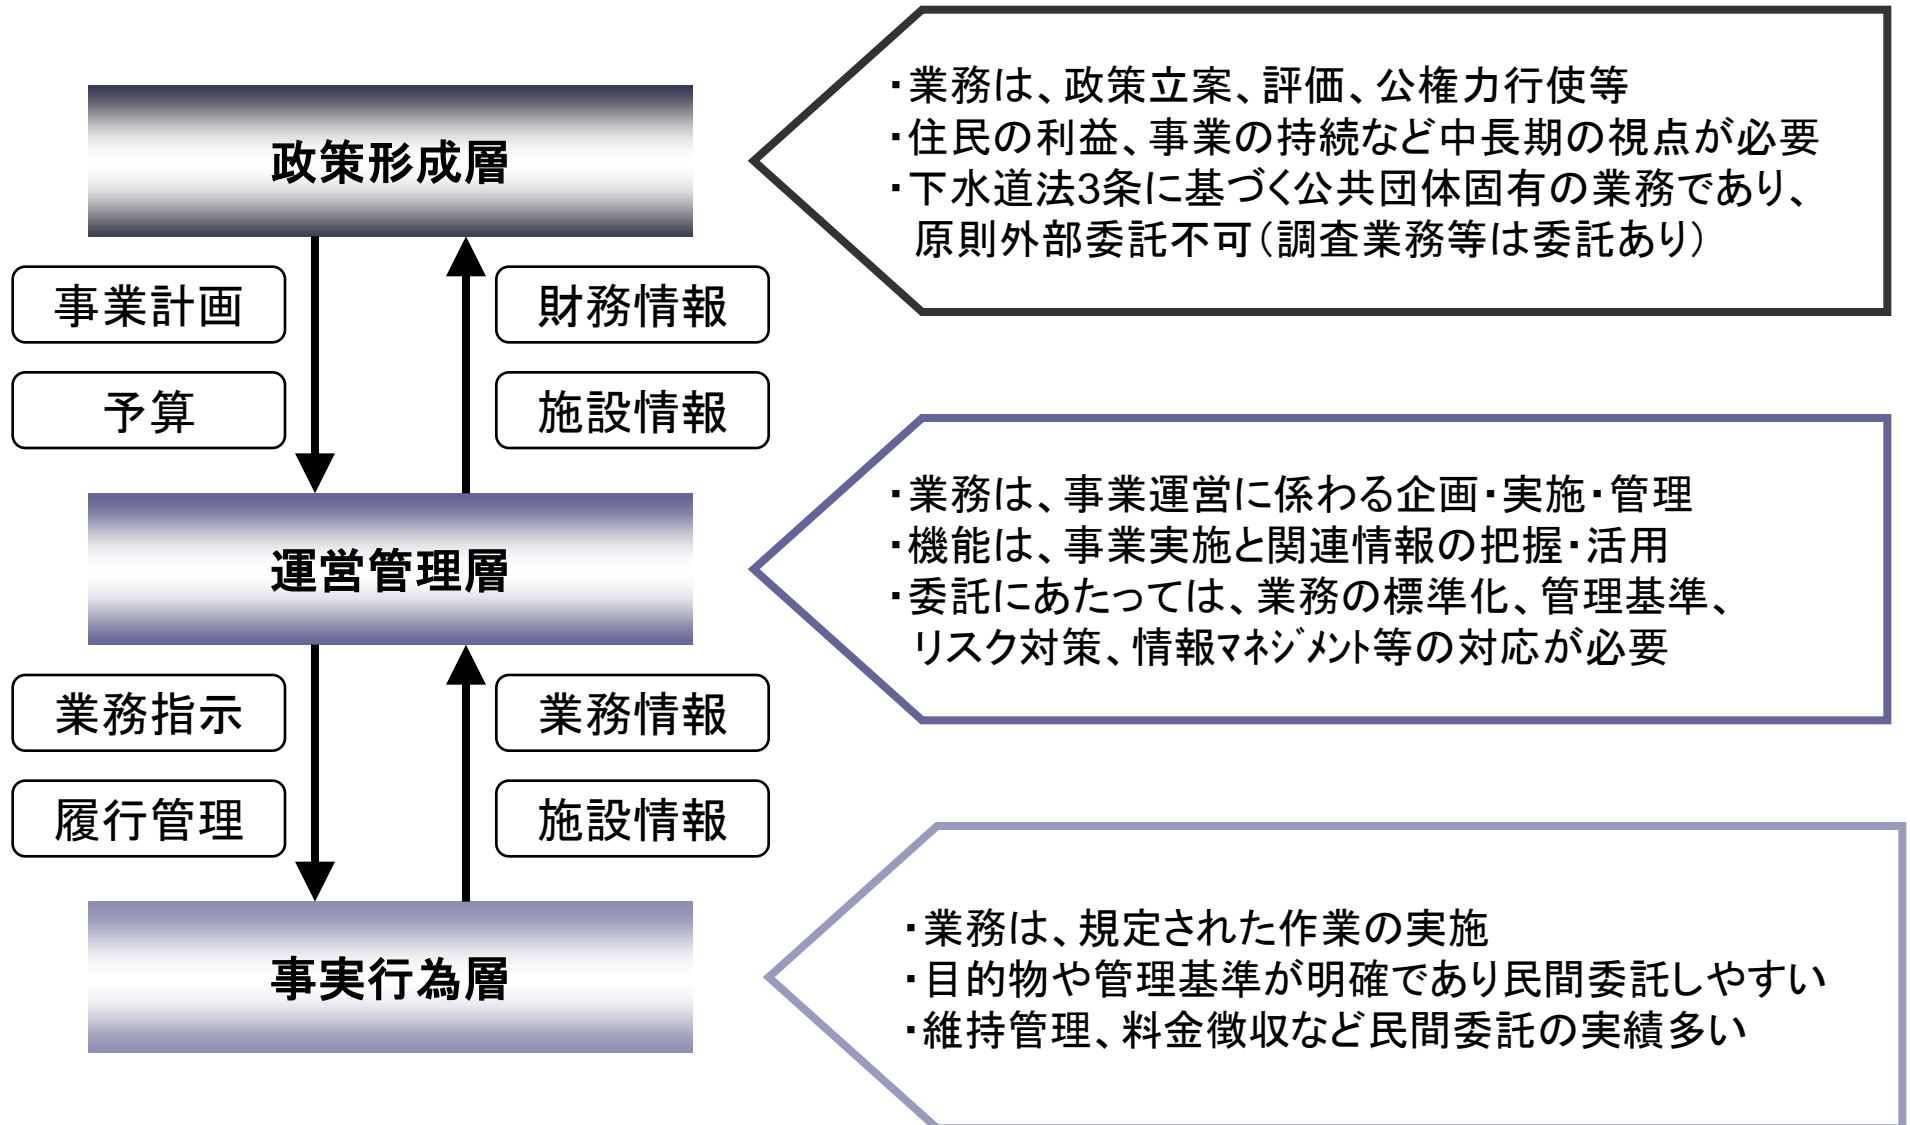 政策形成層
・業務は、政策立案、評価、公権力行使等
・住民の利益、事業の持続など中長期の視点が必要
・下水道法3条に基づく公共団体固有の業務であり、
原則外部委託不可（調査業務等は委託あり）
事業計画
財務情報
予算
施設情報
運営管理層
・業務は、事業運営に係わる企画・実施・管理
・機能は、事業実施と関連情報の把握・活用
・委託にあたっては、業務の標準化、管理基準、
リスク対策、情報ﾏﾈｼﾞﾒﾝﾄ等の対応が必要
業務指示
業務情報
履行管理
施設情報
事実行為層
・業務は、規定された作業の実施
・目的物や管理基準が明確であり民間委託しやすい
・維持管理、料金徴収など民間委託の実績多い